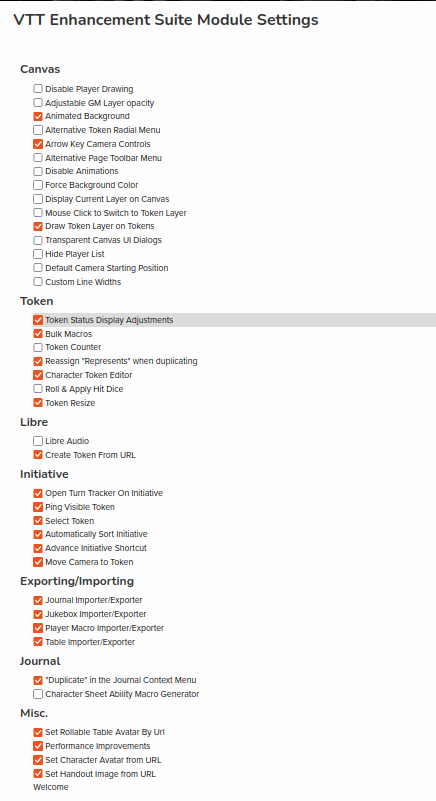 VTT Enhancement Suite Module Settings
Canvas
Disable Player Drawing
Adjustable GM Layer opacity
Animated Background
Alternative Token Radial Menu
Arrow Key Camera Controls
Alternative Page Toolbar Menu
Disable Animations
Force Background Color
Display Current Layer on Canvas
Mouse Click to Switch to Token Layer
Draw Token Layer on Tokens
Transparent Canvas UI Dialogs
Hide Player List
Default Camera Starting Position
Custom Line Widths
Token
Token Status Display Adjustments
Bulk Macros
Token Counter
Reassign "Represents" when duplicating
Character Token Editor
Roll & Apply Hit Dice
Token Resize
Libre
Libre Audio
Create Token From URL
Initiative
Open Turn Tracker On Initiative
Ping Visible Token
Select Token
Automatically Sort Initiative
Advance Initiative Shortcut
Move Camera to Token
Exporting/Importing
Journal Importer/Exporter
Jukebox Importer/Exporter
Player Macro Importer/Exporter
Table Importer/Exporter
Journal
"Duplicate" in the Journal Context Menu
Character Sheet Ability Macro Generator
Misc.
Set Rollable Table Avatar By Url
Performance Improvements
Set Character Avatar from URL
Set Handout Image from URL
Welcome